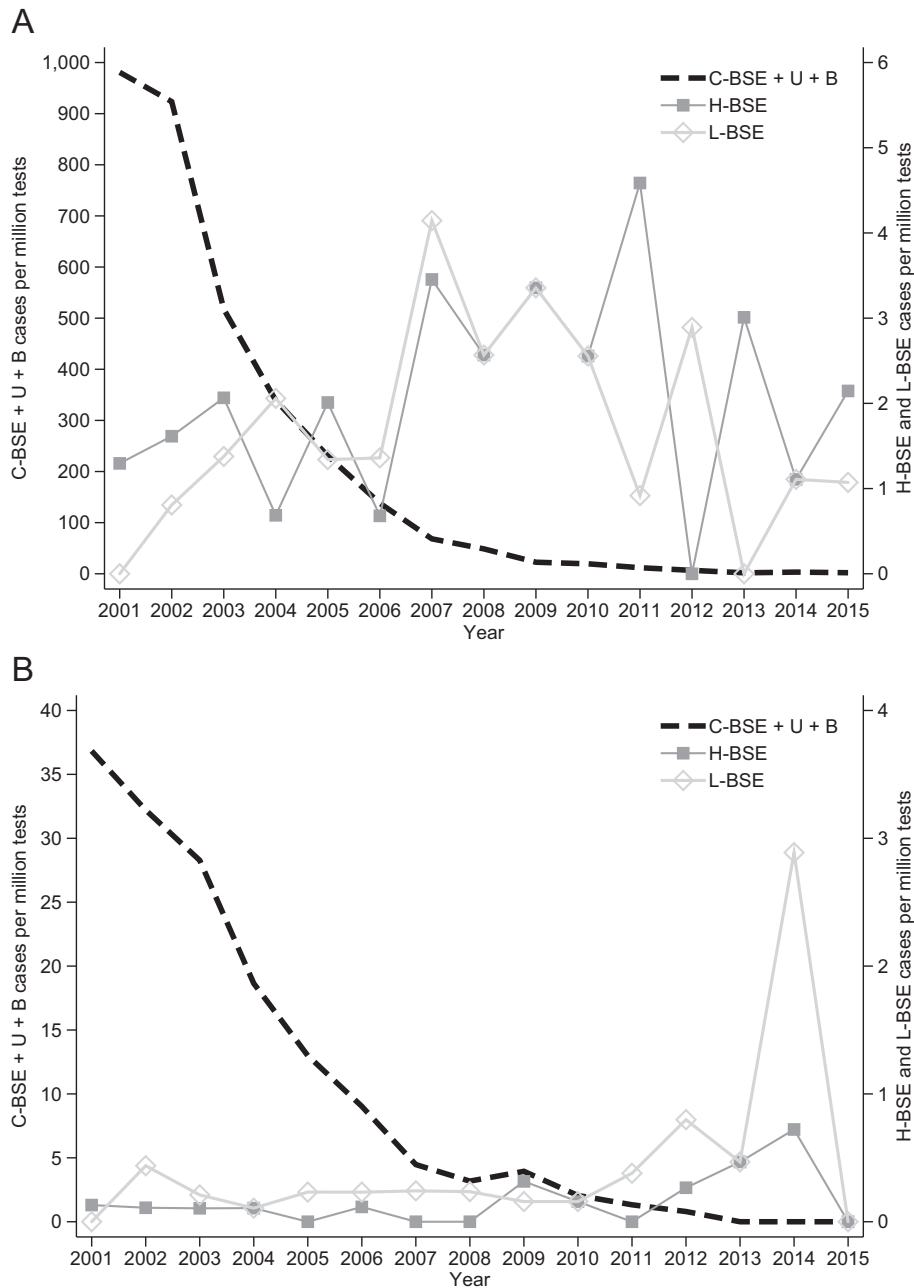 A
C-BSE + U + B cases per million tests
1,000
900
800
700
600
500
400
300
200
100
0
C-BSE + U + B
H-BSE
L-BSE
6
5
4
3
2
1
0
H-BSE and L-BSE cases per million tests
2001 2002 2003 2004 2005 2006 2007 2008 2009 2010 2011 2012 2013 2014 2015
Year
B
C-BSE + U + B cases per million tests
40
35
30
25
20
15
10
5
0
C-BSE + U + B
H-BSE
L-BSE
4
3
2
1
0
H-BSE and L-BSE cases per million tests
2001 2002 2003 2004 2005 2006 2007 2008 2009 2010 2011 2012 2013 2014 2015
Year